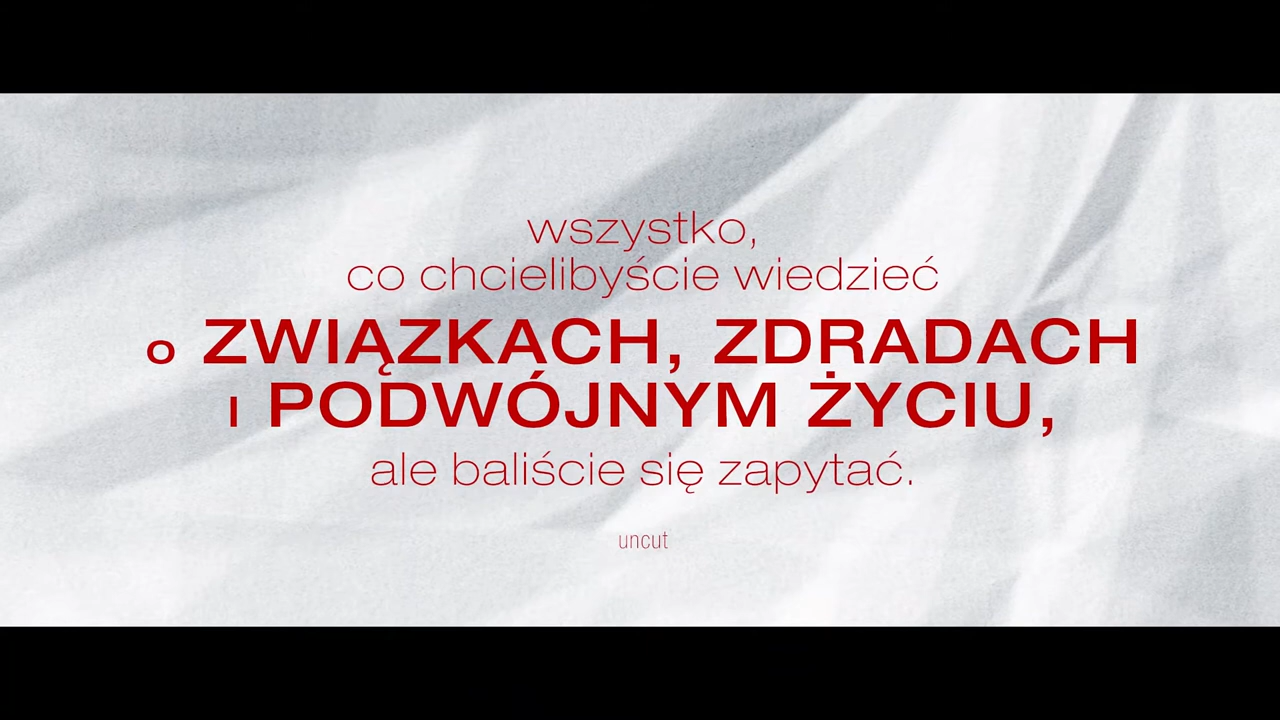 wszystko,
co chcielibyście wiedzieć
o ZWIĄZKACH, ZDRADACH
I PODWÓJNYM ŻYCIU,
ale baliście się zapytać.
uncut